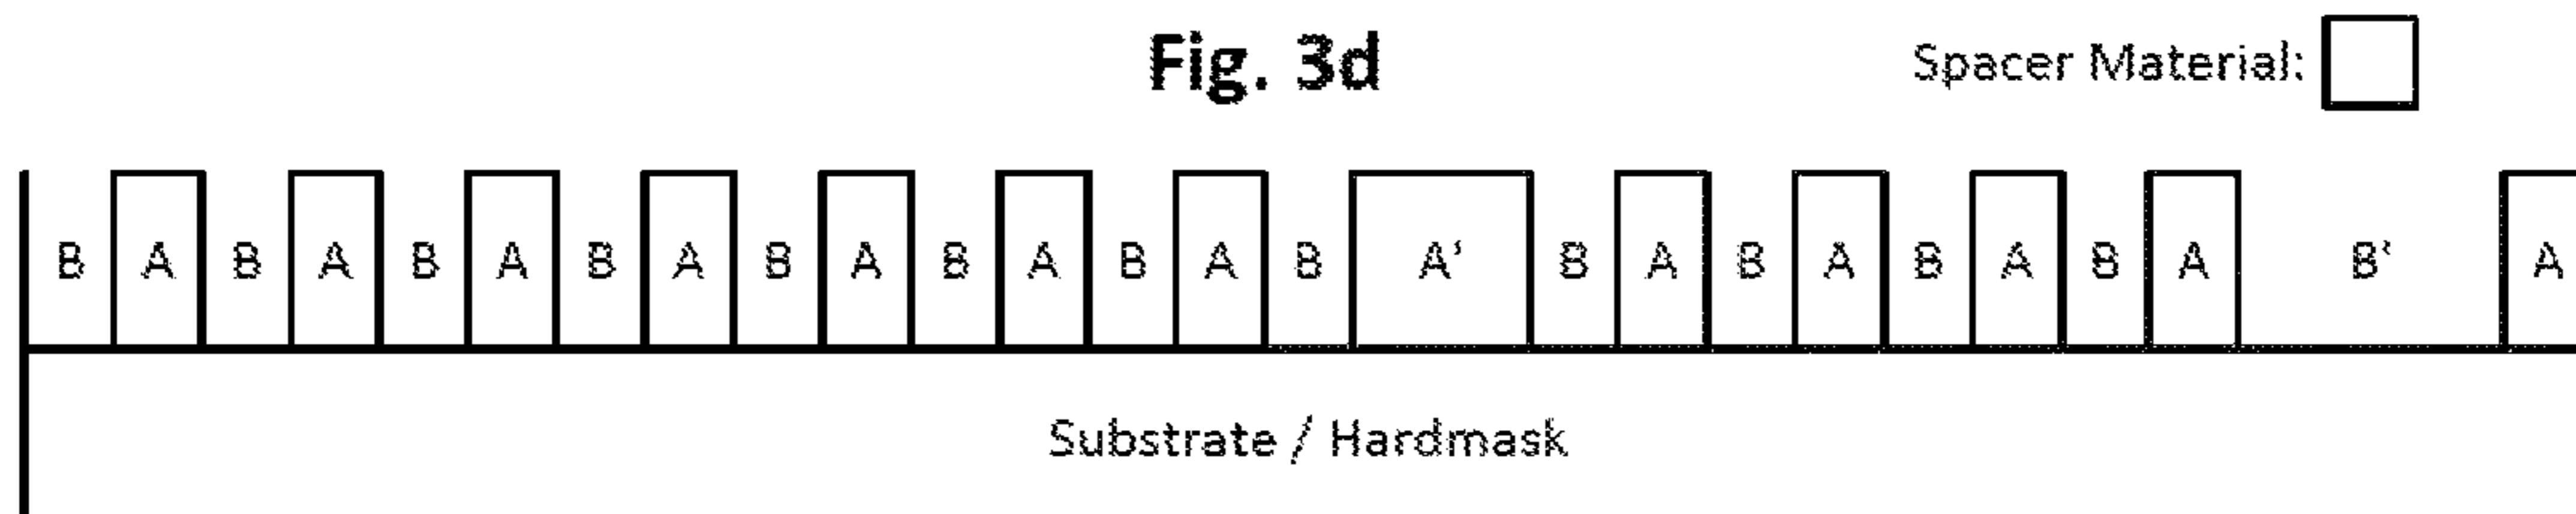 Fig. 3d
Spacer Material:
B A B A B A B A B A B A B A B A' B A B A B A B A B' A
Substrate / Hardmask